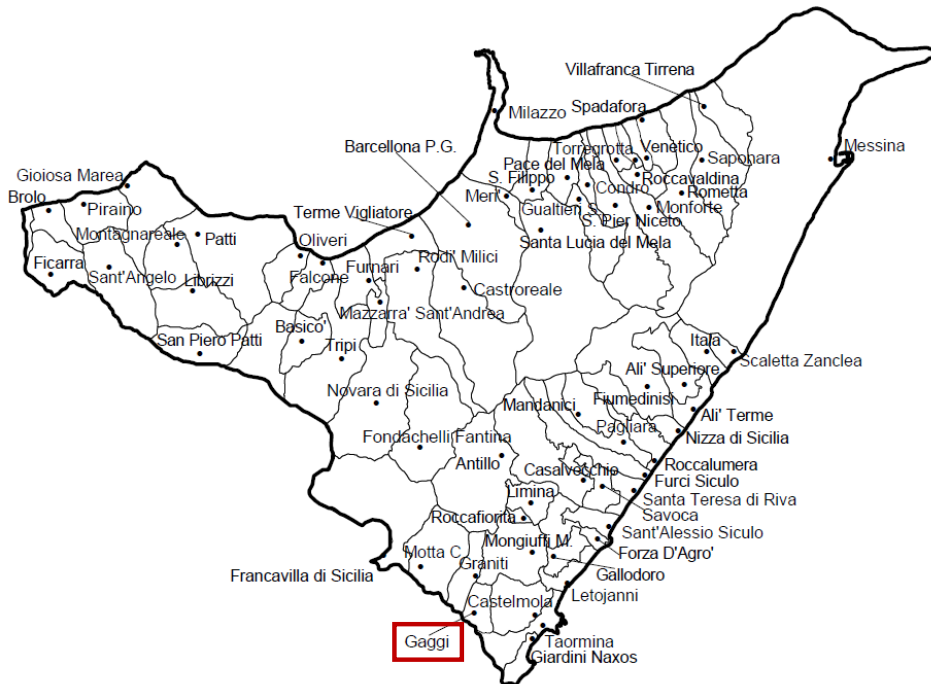 Villafranca Tirrena
Milazzo
Spadafora
Messina
Barcellona P.G.
Torregrotta
Venetico
Saponara
Pace del Mela
Roccavaldina
Gioiosa Marea
S. Filippo
Condro'
Rometta
Brolo
Piraino
Terme Vigliatore
Meri'
Gualtieri S.
Monforte
S. Pier Niceto
Montagnareale
Patti
Oliveri
Santa Lucia del Mela
Ficarra
Sant'Angelo
Librizzi
Falcone
Furnari
Rodi' Milici
Castroreale
Mazzarra' Sant'Andrea
San Piero Patti
Basico'
Tripi
Itala
Scaletta Zanclea
Ali' Superiore
Novara di Sicilia
Mandanici
Fiumedinisi
Ali' Terme
Pagliara
Nizza di Sicilia
Fondachelli Fantina
Antillo
Casalvecchio
Roccalumera
Furci Siculo
Limina
Santa Teresa di Riva
Savoca
Roccafiorita
Sant'Alessio Siculo
Mongiuffi M.
Forza D'Agro'
Motta C.
Francavilla di Sicilia
Graniti
Gallodoro
Letojanni
Castelmola
Gaggi
Taormina
Giardini Naxos